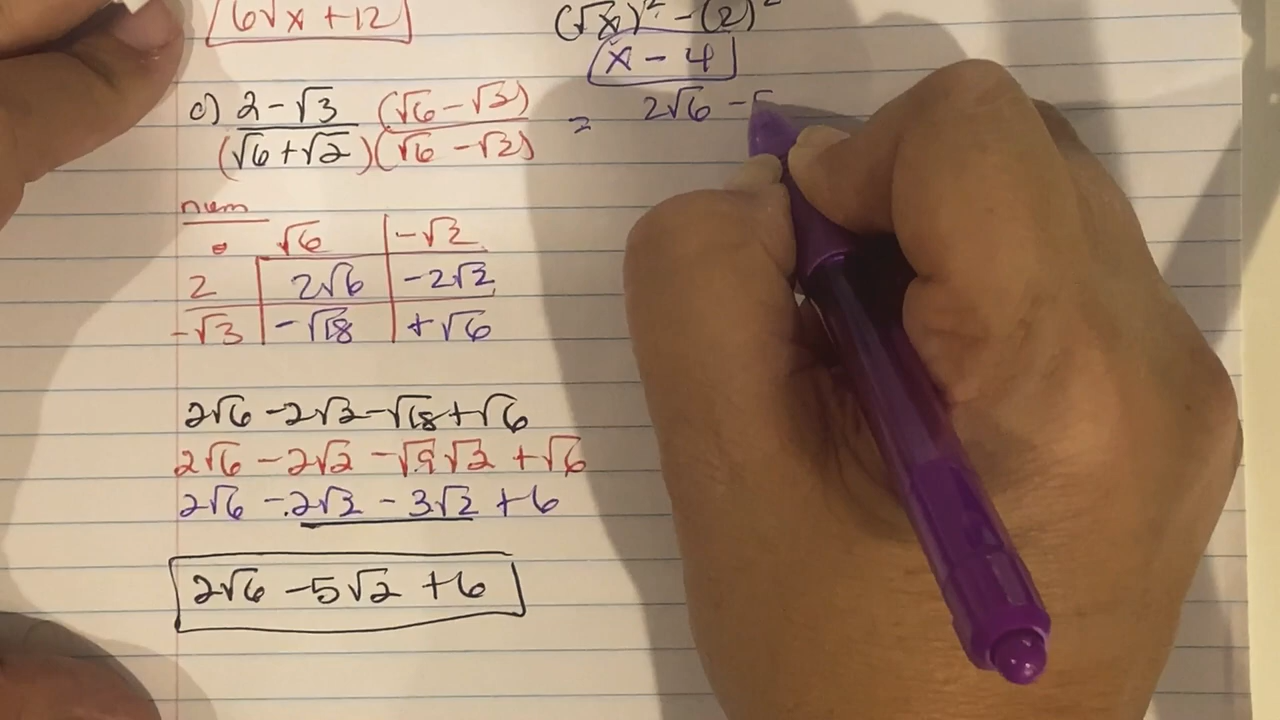 6√x + 12
(√x)² - (2)²
x - 4
c) 2 - √3 (√6 - √2)
(√6 + √2)(√6 - √2)
= 2√6 - 5
num
• √6 -√2
2 2√6 -2√2
-√3 -√18 +√6
2√6 - 2√2 - √18 + √6
2√6 - 2√2 - √9 √2 + √6
2√6 - 2√2 - 3√2 + 6
2√6 - 5√2 + 6